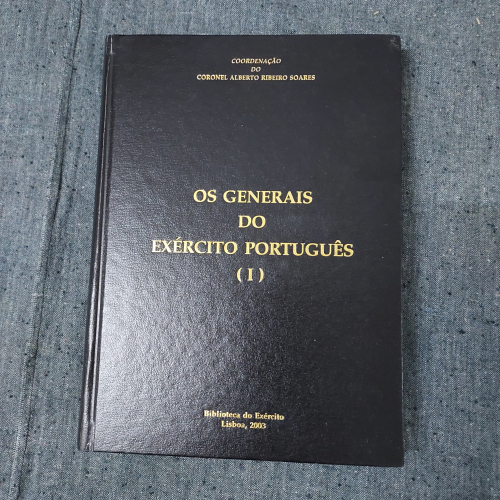 COORDENAÇÃO
DO
CORONEL ALBERTO RIBEIRO SOARES
OS GENERAIS
DO
EXÉRCITO PORTUGUÊS
( I )
Biblioteca do Exército
Lisboa, 2003